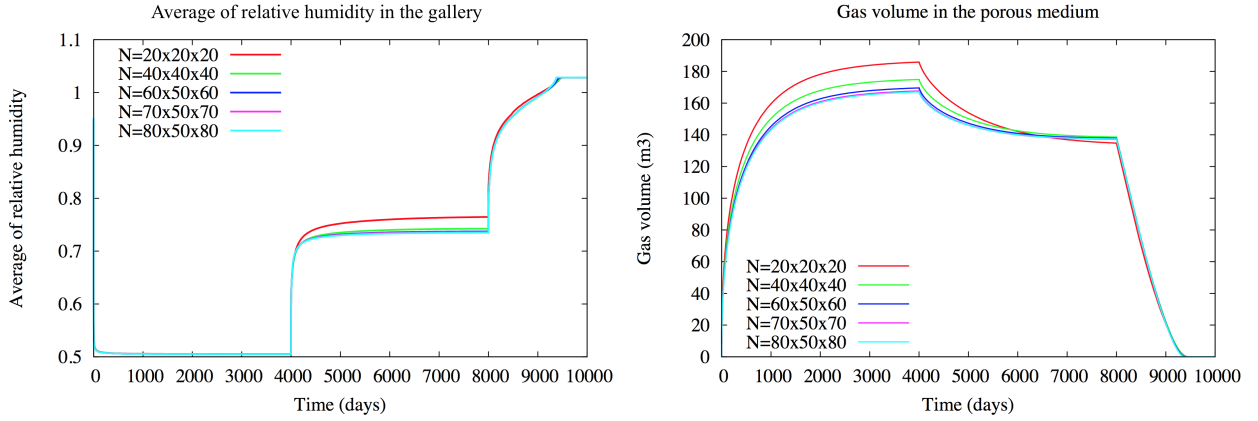 Average of relative humidity in the gallery
1.1
1
0.9
0.8
0.7
0.6
0.5
Average of relative humidity
N=20x20x20
N=40x40x40
N=60x50x60
N=70x50x70
N=80x50x80
0 1000 2000 3000 4000 5000 6000 7000 8000 9000 10000
Time (days)
Gas volume in the porous medium
200
180
160
140
120
100
80
60
40
20
0
Gas volume (m3)
N=20x20x20
N=40x40x40
N=60x50x60
N=70x50x70
N=80x50x80
0 1000 2000 3000 4000 5000 6000 7000 8000 9000 10000
Time (days)